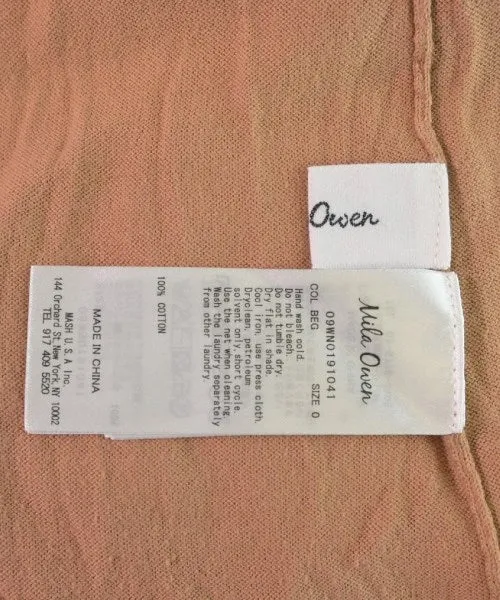 Owen
Mila Owen
09WN0191041
COL BEG SIZE 0
Hand wash cold.
Do not bleach.
Do not tumble dry.
Dry flat in shade.
Cool iron, use press cloth.
Dryclean, petroleum
solvent only, short cycle.
Use the net when cleaning.
Wash the laundry separately
from other laundry.
100% COTTON
MADE IN CHINA
MASH U. S. A Inc.
144 Orchard St. New York, NY 10002
TEL 917 409 5520